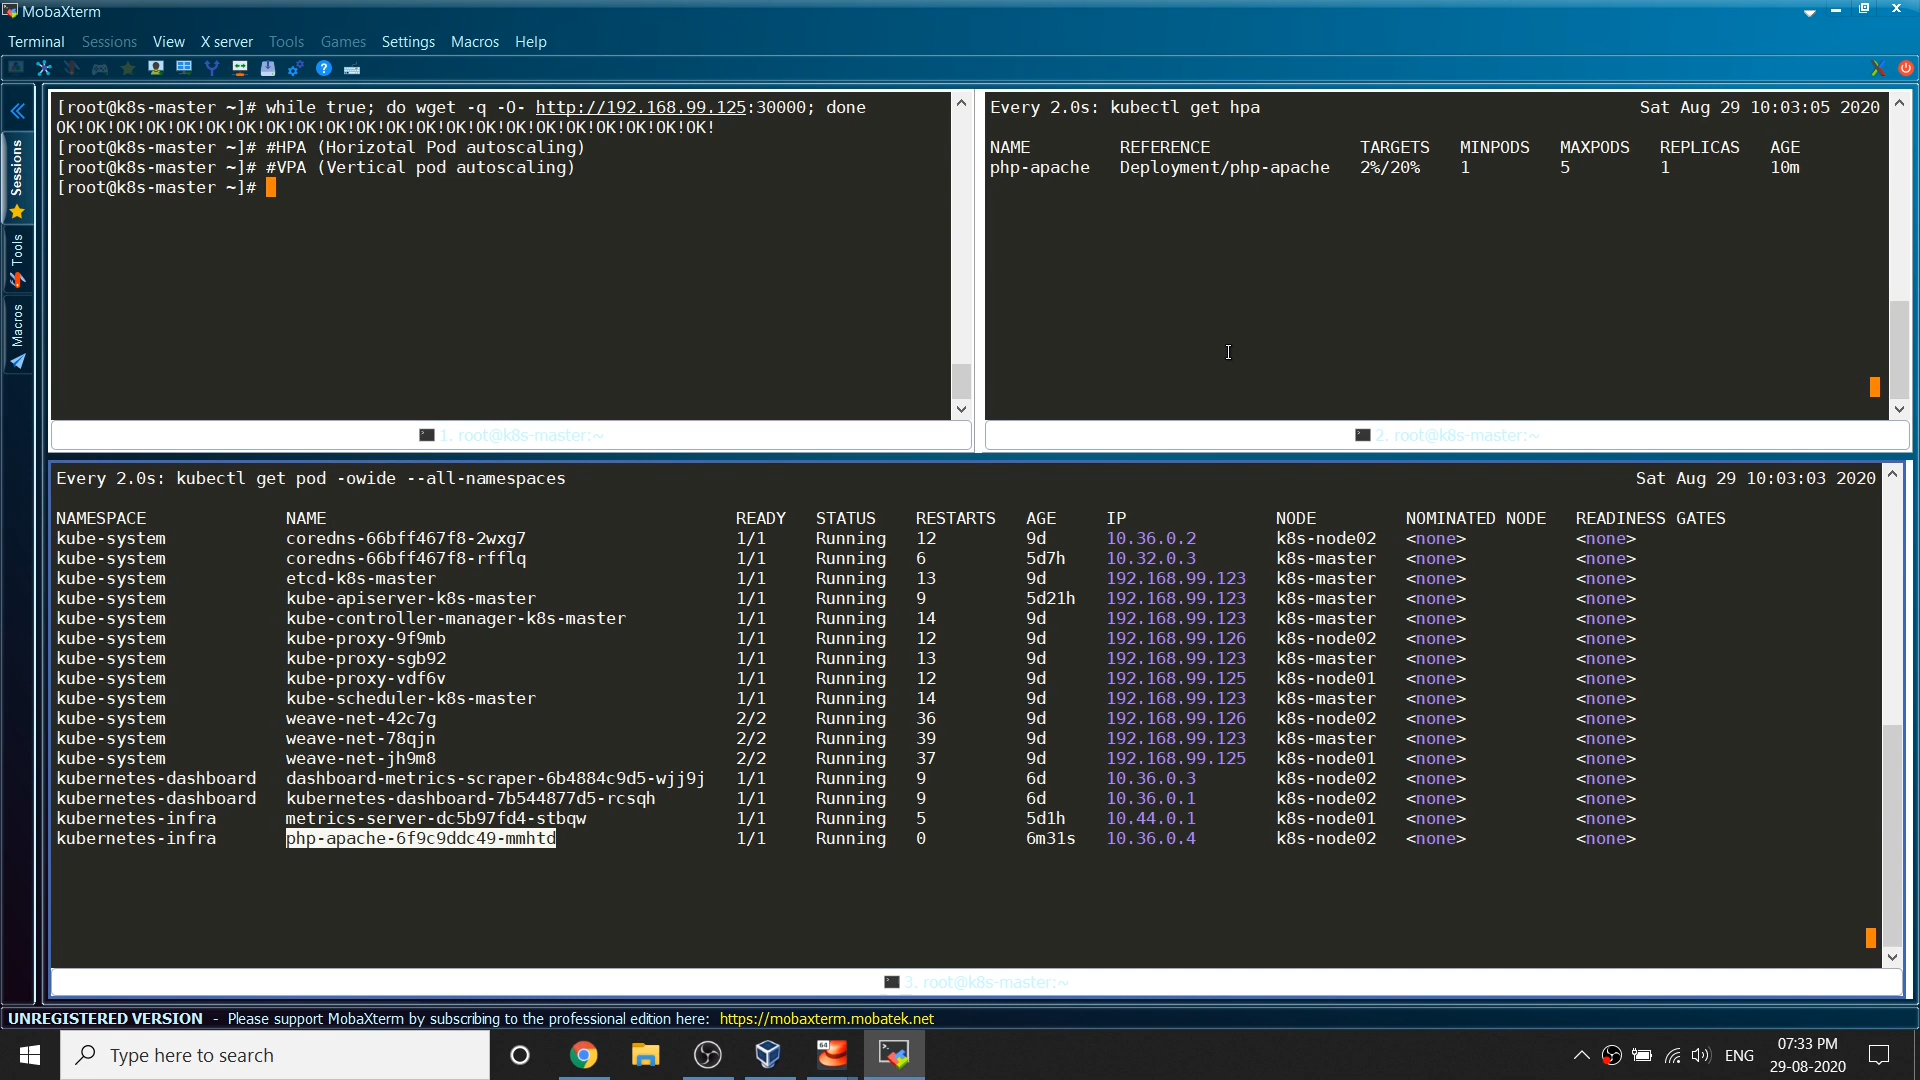 MobaXterm
Terminal Sessions View X server Tools Games Settings Macros Help
Sessions
Tools
Macros
[root@k8s-master ~]# while true; do wget -q -O- http://192.168.99.125:30000; done
OK!OK!OK!OK!OK!OK!OK!OK!OK!OK!OK!OK!OK!OK!OK!OK!OK!OK!OK!OK!OK!OK!
[root@k8s-master ~]# #HPA (Horizotal Pod autoscaling)
[root@k8s-master ~]# #VPA (Vertical pod autoscaling)
[root@k8s-master ~]#
1. root@k8s-master:~
Every 2.0s: kubectl get hpa Sat Aug 29 10:03:05 2020
NAME REFERENCE TARGETS MINPODS MAXPODS REPLICAS AGE
php-apache Deployment/php-apache 2%/20% 1 5 1 10m
2. root@k8s-master:~
Every 2.0s: kubectl get pod -owide --all-namespaces Sat Aug 29 10:03:03 2020
NAMESPACE NAME READY STATUS RESTARTS AGE IP NODE NOMINATED NODE READINESS GATES
kube-system coredns-66bff467f8-2wxg7 1/1 Running 12 9d 10.36.0.2 k8s-node02 <none> <none>
kube-system coredns-66bff467f8-rfflq 1/1 Running 6 5d7h 10.32.0.3 k8s-master <none> <none>
kube-system etcd-k8s-master 1/1 Running 13 9d 192.168.99.123 k8s-master <none> <none>
kube-system kube-apiserver-k8s-master 1/1 Running 9 5d21h 192.168.99.123 k8s-master <none> <none>
kube-system kube-controller-manager-k8s-master 1/1 Running 14 9d 192.168.99.123 k8s-master <none> <none>
kube-system kube-proxy-9f9mb 1/1 Running 12 9d 192.168.99.126 k8s-node02 <none> <none>
kube-system kube-proxy-sgb92 1/1 Running 13 9d 192.168.99.123 k8s-master <none> <none>
kube-system kube-proxy-vdf6v 1/1 Running 12 9d 192.168.99.125 k8s-node01 <none> <none>
kube-system kube-scheduler-k8s-master 1/1 Running 14 9d 192.168.99.123 k8s-master <none> <none>
kube-system weave-net-42c7g 2/2 Running 36 9d 192.168.99.126 k8s-node02 <none> <none>
kube-system weave-net-78qjn 2/2 Running 39 9d 192.168.99.123 k8s-master <none> <none>
kube-system weave-net-jh9m8 2/2 Running 37 9d 192.168.99.125 k8s-node01 <none> <none>
kubernetes-dashboard dashboard-metrics-scraper-6b4884c9d5-wjj9j 1/1 Running 9 6d 10.36.0.3 k8s-node02 <none> <none>
kubernetes-dashboard kubernetes-dashboard-7b544877d5-rcsqh 1/1 Running 9 6d 10.36.0.1 k8s-node02 <none> <none>
kubernetes-infra metrics-server-dc5b97fd4-stbqw 1/1 Running 5 5d1h 10.44.0.1 k8s-node01 <none> <none>
kubernetes-infra php-apache-6f9c9ddc49-mmhtd 1/1 Running 0 6m31s 10.36.0.4 k8s-node02 <none> <none>
3. root@k8s-master:~
UNREGISTERED VERSION - Please support MobaXterm by subscribing to the professional edition here: https://mobaxterm.mobatek.net
Type here to search
64
ENG
07:33 PM
29-08-2020